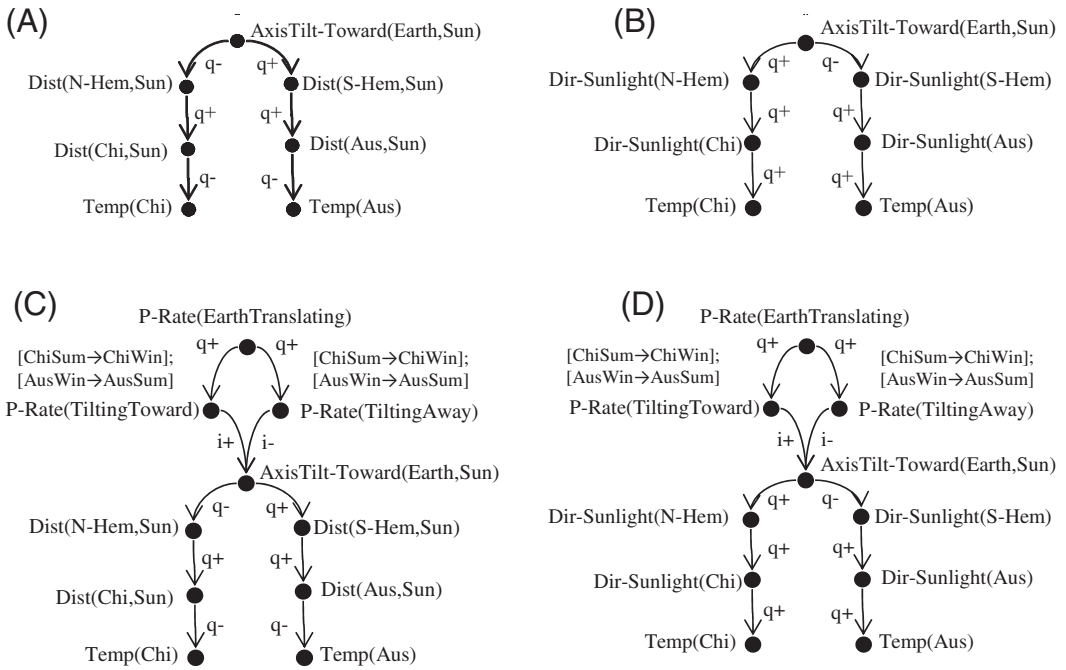 (A)
AxisTilt-Toward(Earth,Sun)
q- q+
Dist(N-Hem,Sun) Dist(S-Hem,Sun)
q+ q+
Dist(Chi,Sun) Dist(Aus,Sun)
q- q-
Temp(Chi) Temp(Aus)
(B)
AxisTilt-Toward(Earth,Sun)
q+ q-
Dir-Sunlight(N-Hem) Dir-Sunlight(S-Hem)
q+ q+
Dir-Sunlight(Chi) Dir-Sunlight(Aus)
q+ q+
Temp(Chi) Temp(Aus)
(C)
P-Rate(EarthTranslating)
q+ q+
[ChiSum→ChiWin]; [ChiSum→ChiWin];
[AusWin→AusSum] [AusWin→AusSum]
P-Rate(TiltingToward) P-Rate(TiltingAway)
i+ i-
AxisTilt-Toward(Earth,Sun)
q- q+
Dist(N-Hem,Sun) Dist(S-Hem,Sun)
q+ q+
Dist(Chi,Sun) Dist(Aus,Sun)
q- q-
Temp(Chi) Temp(Aus)
(D)
P-Rate(EarthTranslating)
q+ q+
[ChiSum→ChiWin]; [ChiSum→ChiWin];
[AusWin→AusSum] [AusWin→AusSum]
P-Rate(TiltingToward) P-Rate(TiltingAway)
i+ i-
AxisTilt-Toward(Earth,Sun)
q+ q-
Dir-Sunlight(N-Hem) Dir-Sunlight(S-Hem)
q+ q+
Dir-Sunlight(Chi) Dir-Sunlight(Aus)
q+ q+
Temp(Chi) Temp(Aus)